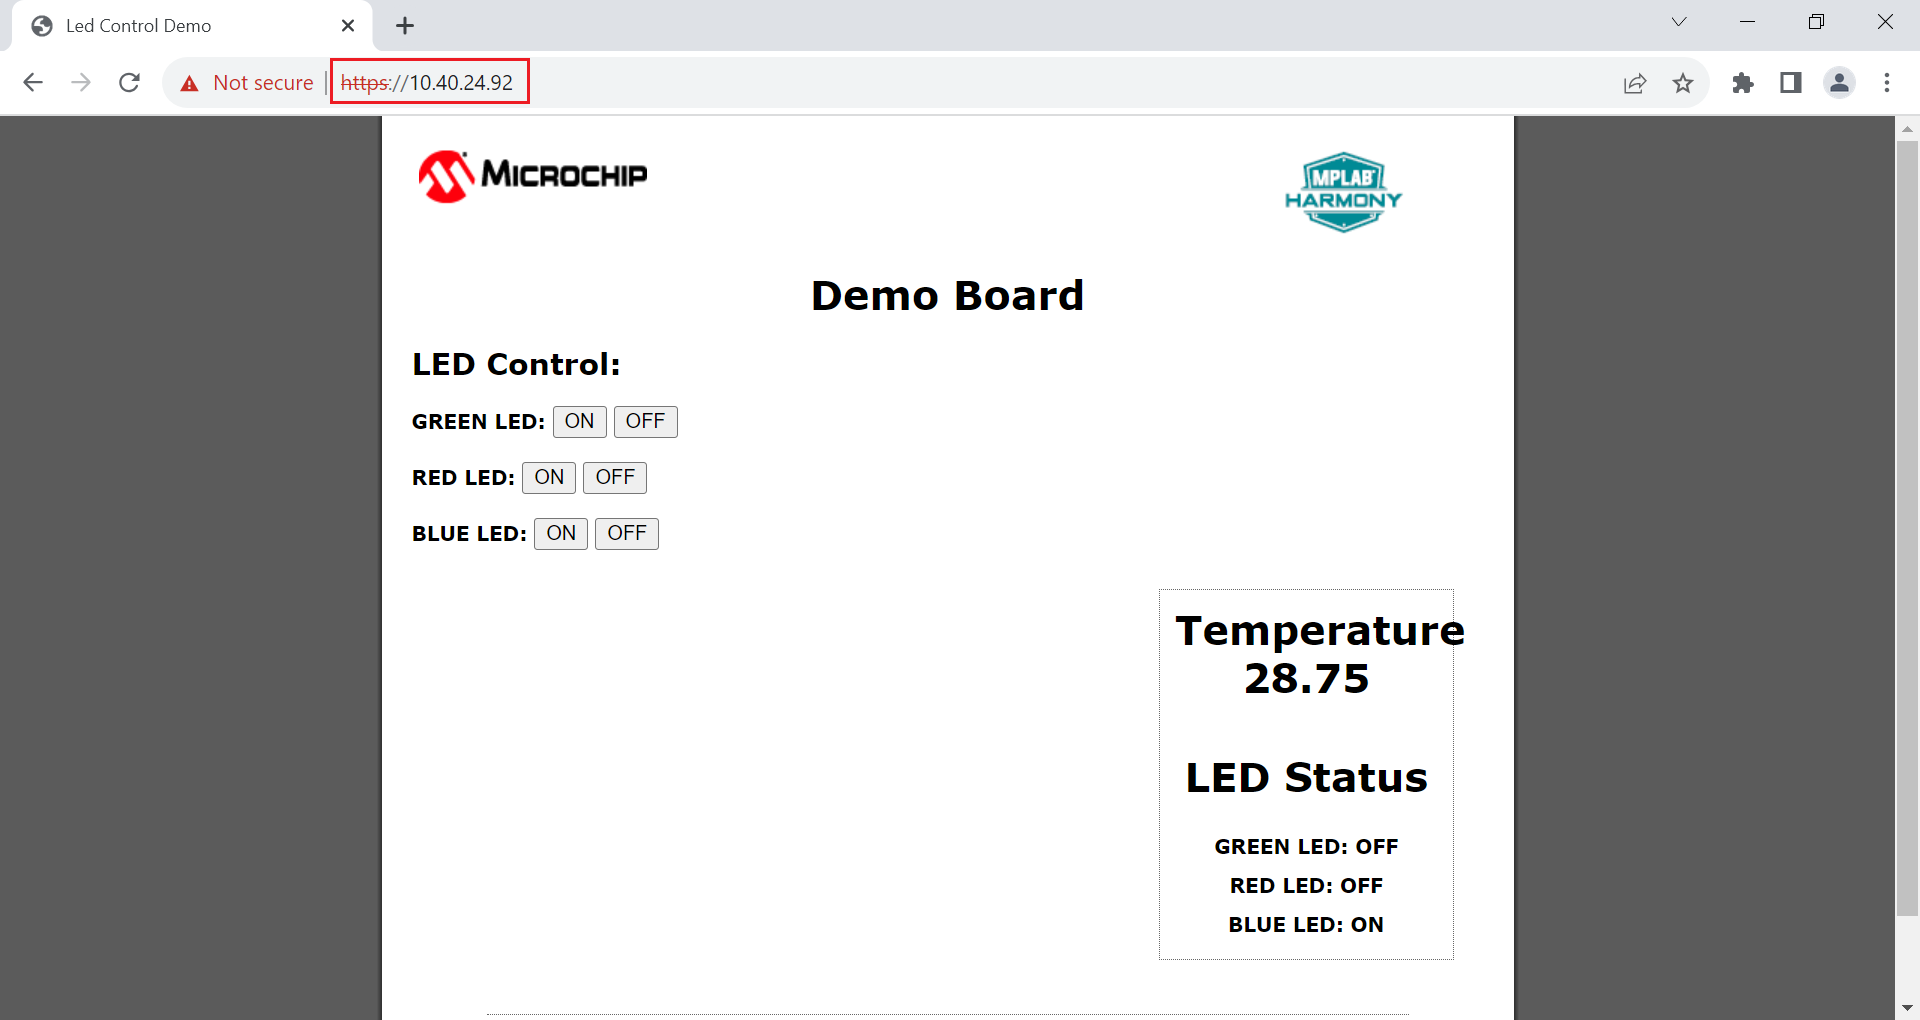 Led Control Demo
Not secure | https://10.40.24.92
MICROCHIP
MPLAB
HARMONY
Demo Board
LED Control:
GREEN LED: ON OFF
RED LED: ON OFF
BLUE LED: ON OFF
Temperature
28.75
LED Status
GREEN LED: OFF
RED LED: OFF
BLUE LED: ON